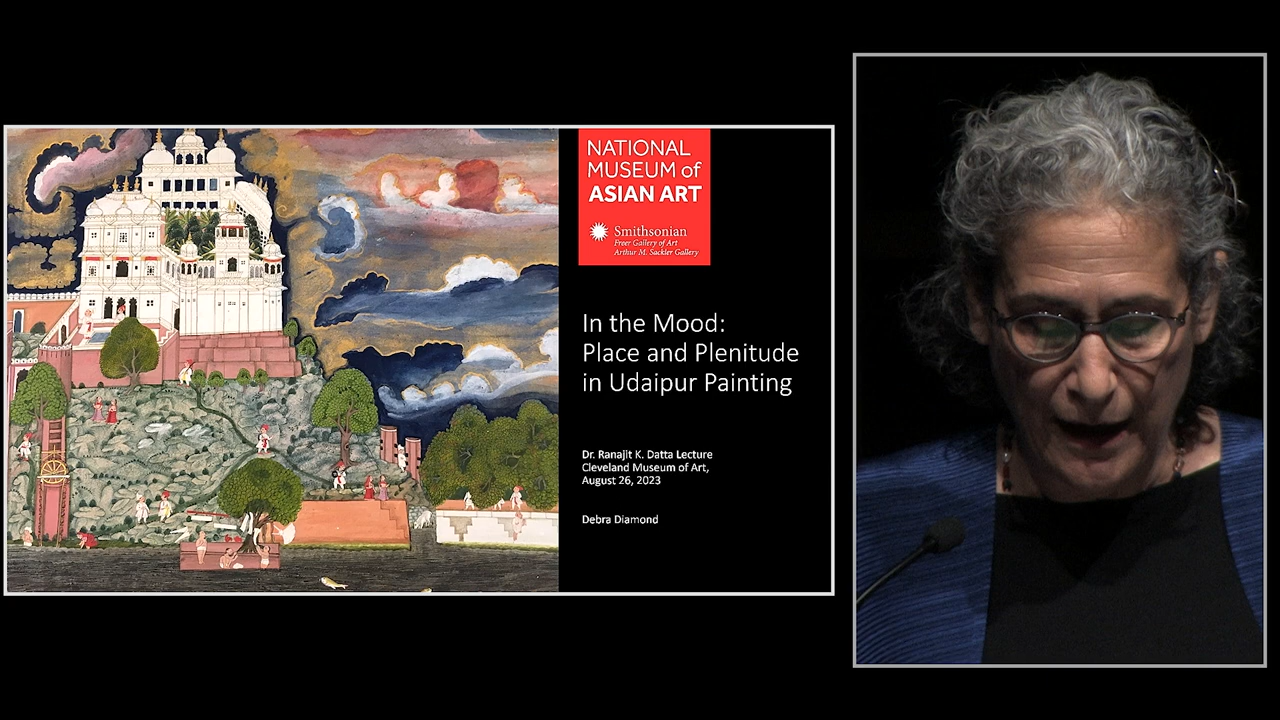 NATIONAL
MUSEUM of
ASIAN ART
Smithsonian
Freer Gallery of Art
Arthur M. Sackler Gallery
In the Mood:
Place and Plenitude
in Udaipur Painting
Dr. Ranajit K. Datta Lecture
Cleveland Museum of Art,
August 26, 2023
Debra Diamond